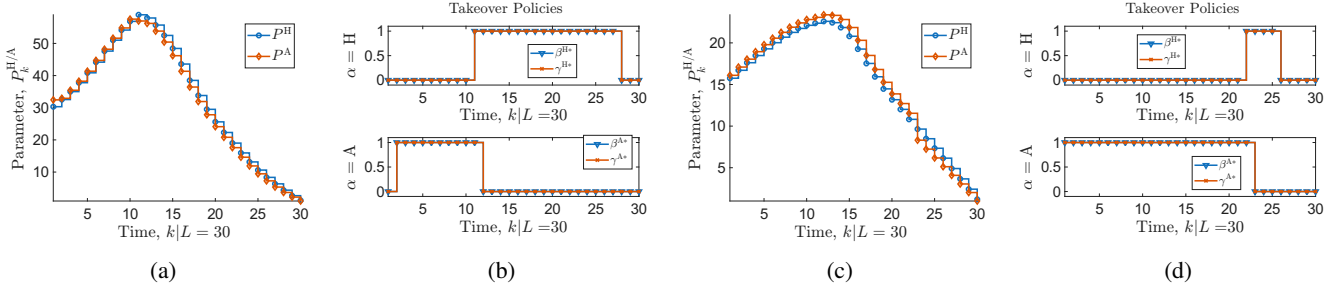 Parameter, P_k^{H/A}
50
40
30
20
10
P^H
P^A
5 10 15 20 25 30
Time, k|L = 30
(a)
Takeover Policies
α = H
1
0.5
0
β^{H*}
γ^{H*}
5 10 15 20 25 30
Time, k|L =30
α = A
1
0.5
0
β^{A*}
γ^{A*}
5 10 15 20 25 30
Time, k|L =30
(b)
Parameter, P_k^{H/A}
20
15
10
5
P^H
P^A
5 10 15 20 25 30
Time, k|L = 30
(c)
Takeover Policies
α = H
1
0.5
0
β^{H*}
γ^{H*}
5 10 15 20 25 30
Time, k|L =30
α = A
1
0.5
0
β^{A*}
γ^{A*}
5 10 15 20 25 30
Time, k|L =30
(d)